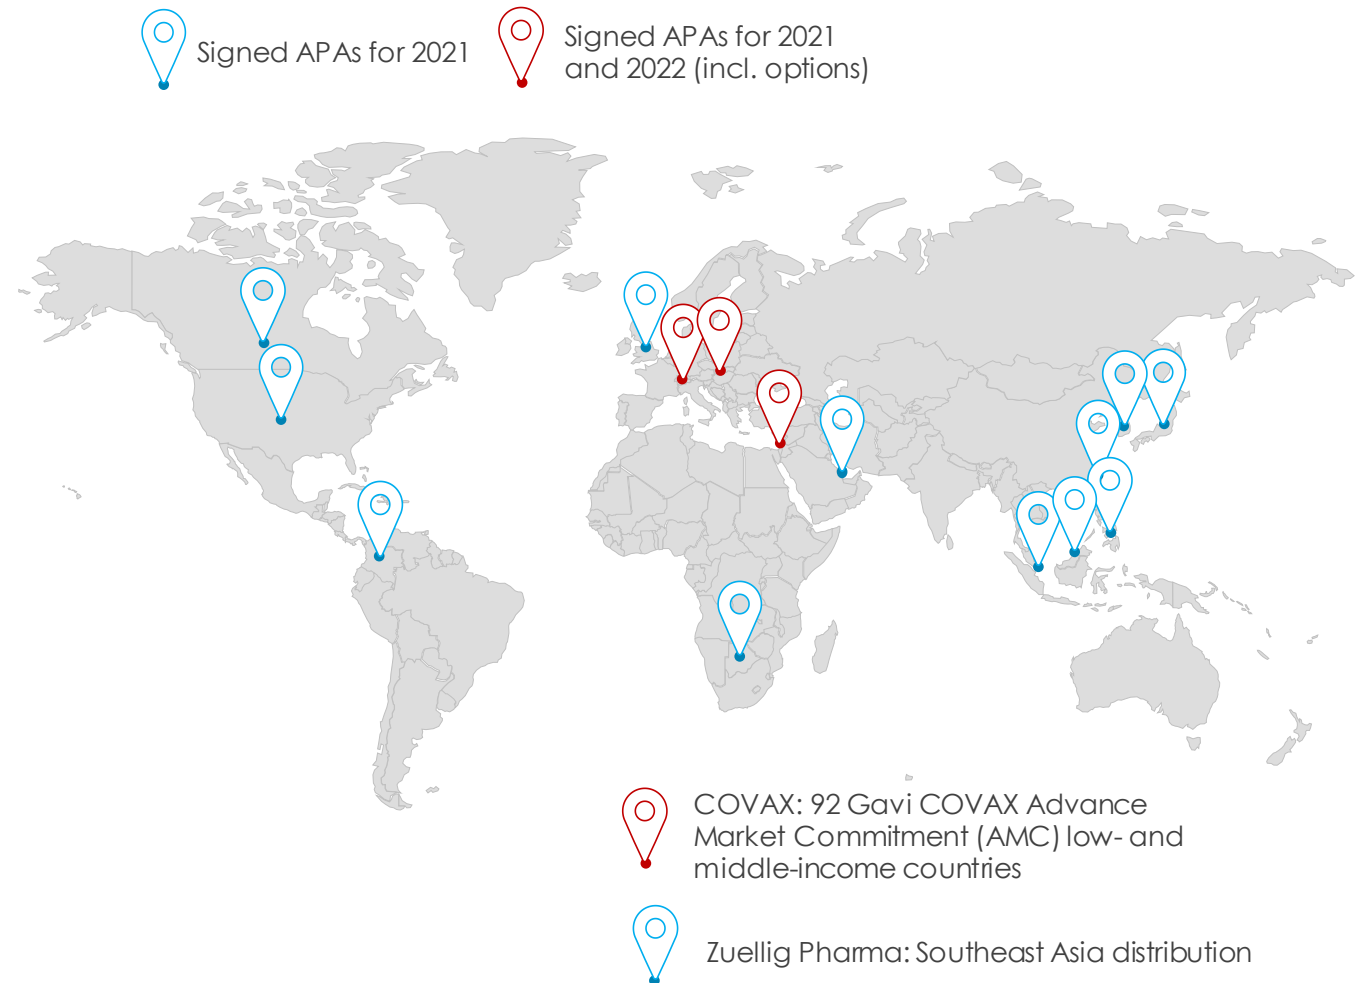 Signed APAs for 2021
Signed APAs for 2021
and 2022 (incl. options)
COVAX: 92 Gavi COVAX Advance
Market Commitment (AMC) low- and
middle-income countries
Zuellig Pharma: Southeast Asia distribution